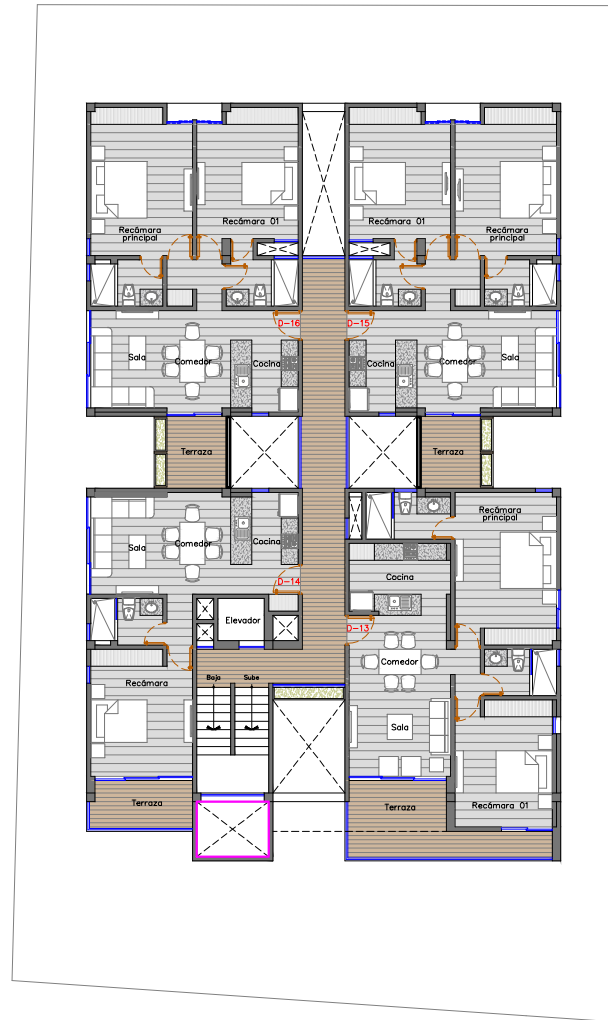 Recámara 01
Recámara 01
Recámara
principal
Recámara
principal
D-16
D-15
Sala
Comedor
Cocina
Cocina
Comedor
Sala
Terraza
Terraza
Recámara
principal
Sala
Comedor
Cocina
D-14
Cocina
Elevador
D-13
Comedor
Baja
Sube
Recámara
Sala
Terraza
Terraza
Recámara 01